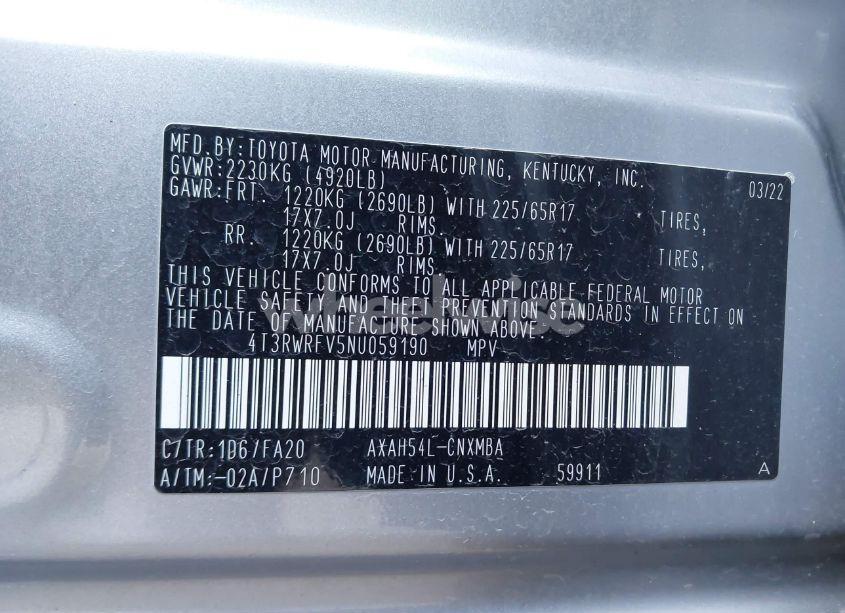 MFD.BY:TOYOTA MOTOR MANUFACTURING, KENTUCKY, INC.
GVWR:2230KG (4920LB) 03/22
GAWR:FRT. 1220KG (2690LB) WITH 225/65R17 TIRES,
17X7.0J RIMS.
RR. 1220KG (2690LB) WITH 225/65R17 TIRES,
17X7.0J RIMS.
THIS VEHICLE CONFORMS TO ALL APPLICABLE FEDERAL MOTOR
VEHICLE SAFETY AND THEFT PREVENTION STANDARDS IN EFFECT ON
THE DATE OF MANUFACTURE SHOWN ABOVE.
4T3RWRFV5NU059190 MPV
C/TR:1D6/FA20 AXAH54L-CNXMBA
A/TM:-02A/P710 MADE IN U.S.A. 59911 A
wheelwise